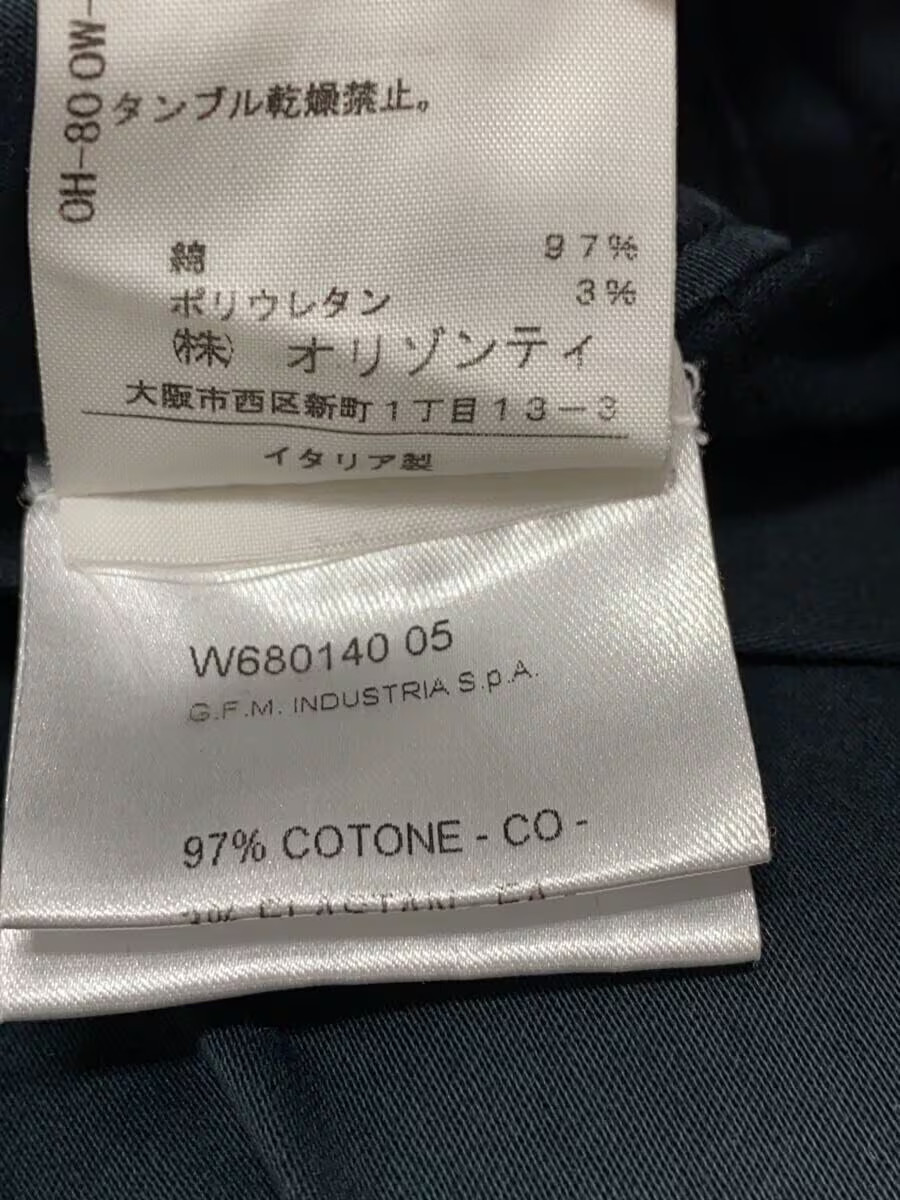 OH-80OW-
タンブル乾燥禁止。
綿 97%
ポリウレタン 3%
㈱ オリゾンティ
大阪市西区新町1丁目13-3
イタリア製
W680140 05
G.F.M. INDUSTRIA S.p.A.
97% COTONE - CO -